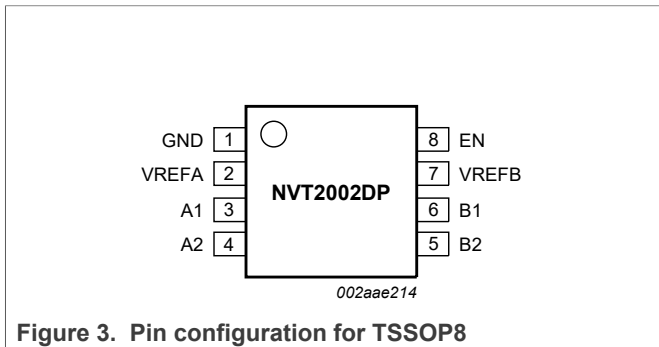 GND 1 8 EN
VREFA 2 7 VREFB
NVT2002DP
A1 3 6 B1
A2 4 5 B2
002aae214
Figure 3. Pin configuration for TSSOP8